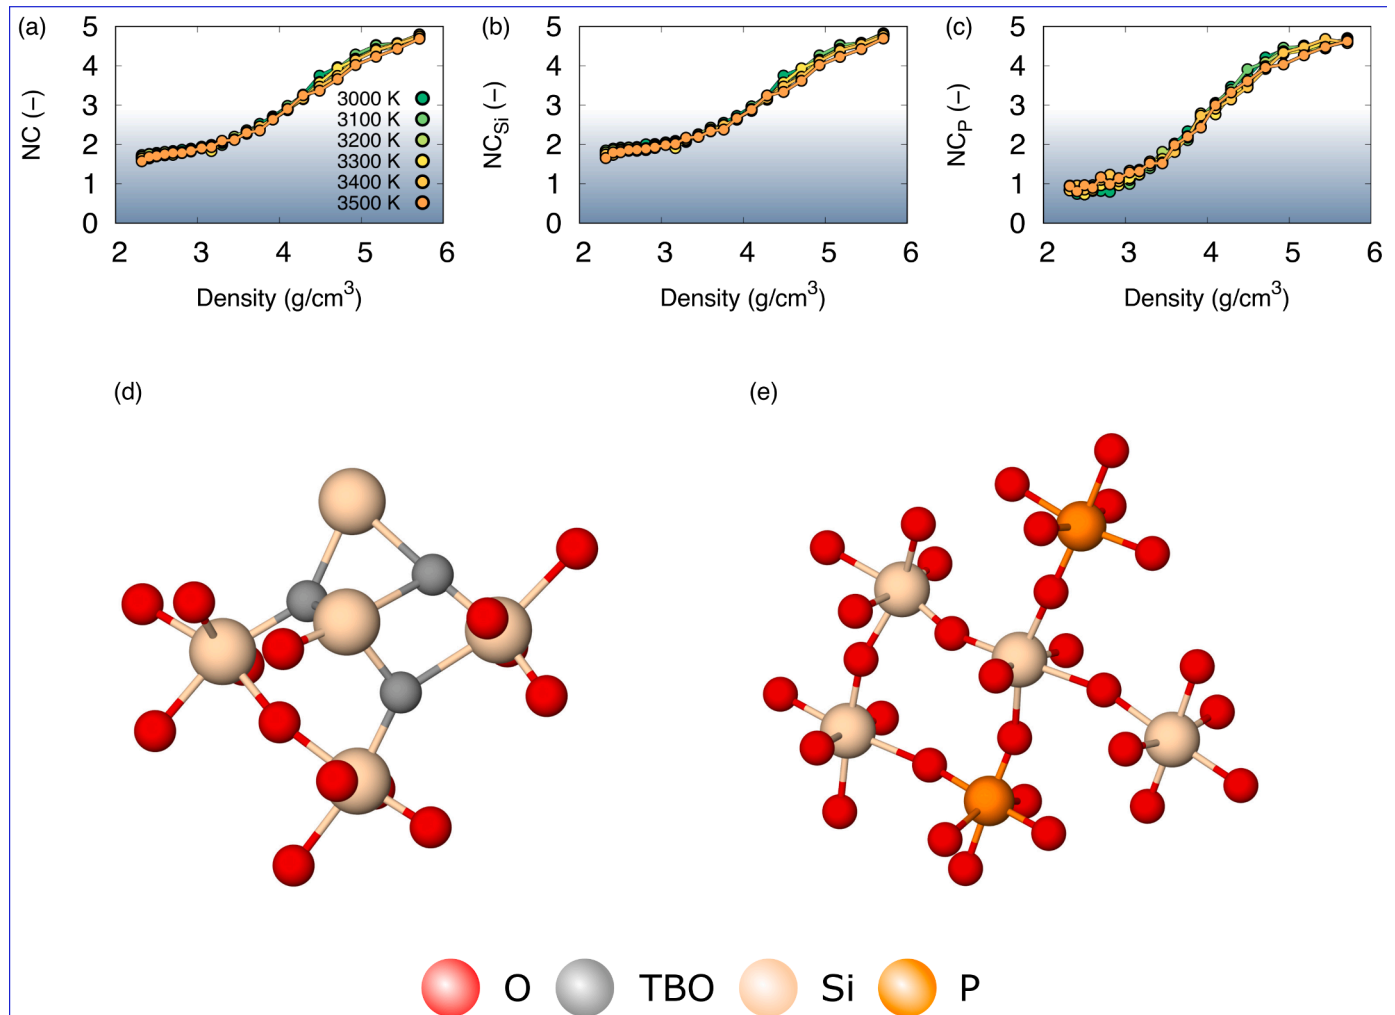 (a)
5
4
3
2
1
0
NC (–)
3000 K
3100 K
3200 K
3300 K
3400 K
3500 K
2 3 4 5 6
Density (g/cm³)
(b)
5
4
3
2
1
0
NC_Si (–)
2 3 4 5 6
Density (g/cm³)
(c)
5
4
3
2
1
0
NC_P (–)
2 3 4 5 6
Density (g/cm³)
(d)
(e)
O TBO Si P